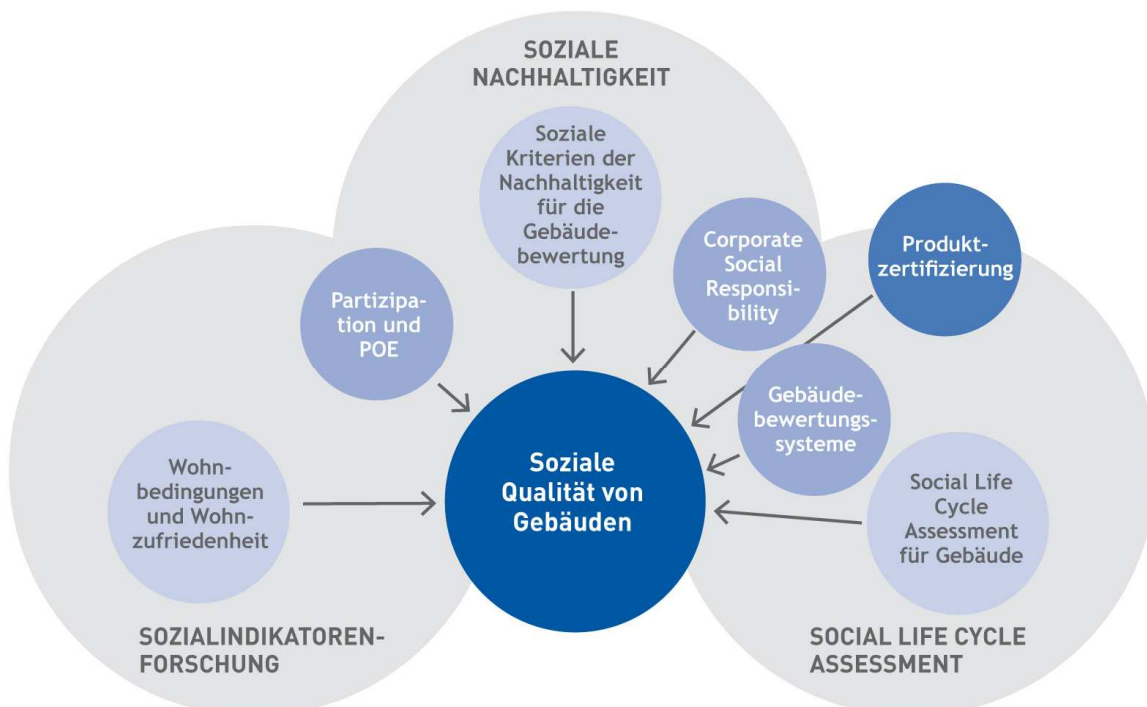 SOZIALE
NACHHALTIGKEIT
Soziale
Kriterien der
Nachhaltigkeit
für die
Gebäude-
bewertung
Corporate
Social
Responsi-
bility
Produkt-
zertifizierung
Partizipa-
tion und
POE
Gebäude-
bewertungs-
systeme
Soziale
Qualität von
Gebäuden
Wohn-
bedingungen
und Wohn-
zufriedenheit
Social Life
Cycle
Assessment
für Gebäude
SOZIALINDIKATOREN-
FORSCHUNG
SOCIAL LIFE CYCLE
ASSESSMENT